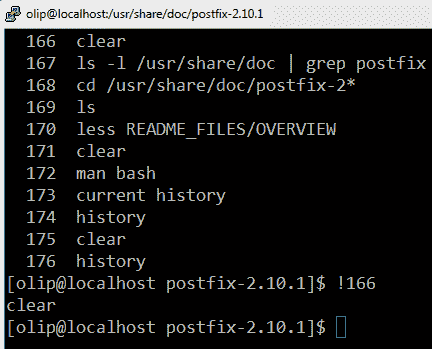 olip@localhost:/usr/share/doc/postfix-2.10.1
166 clear
167 ls -l /usr/share/doc | grep postfix
168 cd /usr/share/doc/postfix-2*
169 ls
170 less README_FILES/OVERVIEW
171 clear
172 man bash
173 current history
174 history
175 clear
176 history
[olip@localhost postfix-2.10.1]$ !166
clear
[olip@localhost postfix-2.10.1]$